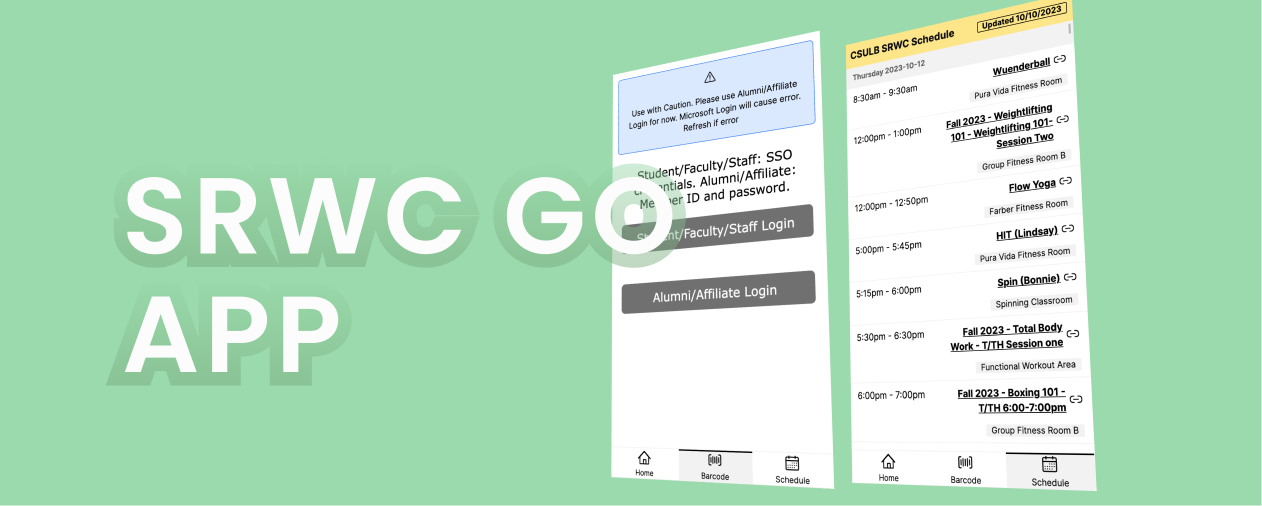 SRWC GO
APP
Use with Caution. Please use Alumni/Affiliate
Login for now. Microsoft Login will cause error.
Refresh if error
Student/Faculty/Staff: SSO
credentials. Alumni/Affiliate:
Member ID and password.
Student/Faculty/Staff Login
Alumni/Affiliate Login
Home
Barcode
Schedule
CSULB SRWC Schedule
Updated 10/10/2023
Thursday 2023-10-12
8:30am - 9:30am
Wuenderball
Pura Vida Fitness Room
12:00pm - 1:00pm
Fall 2023 - Weightlifting
101 - Weightlifting 101-
Session Two
Group Fitness Room B
12:00pm - 12:50pm
Flow Yoga
Farber Fitness Room
5:00pm - 5:45pm
HIT (Lindsay)
Pura Vida Fitness Room
5:15pm - 6:00pm
Spin (Bonnie)
Spinning Classroom
5:30pm - 6:30pm
Fall 2023 - Total Body
Work - T/TH Session one
Functional Workout Area
6:00pm - 7:00pm
Fall 2023 - Boxing 101 -
T/TH 6:00-7:00pm
Group Fitness Room B
Home
Barcode
Schedule